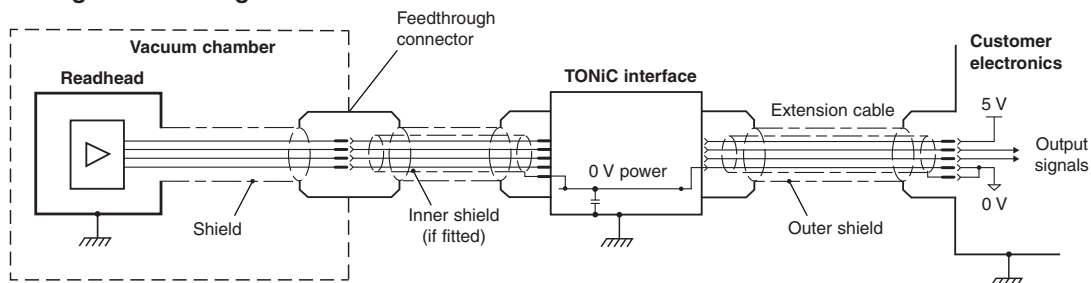 Feedthrough
connector
Vacuum chamber
Readhead
TONiC interface
Customer
electronics
Extension cable
5 V
Output
signals
0 V power
0 V
Shield
Inner shield
(if fitted)
Outer shield